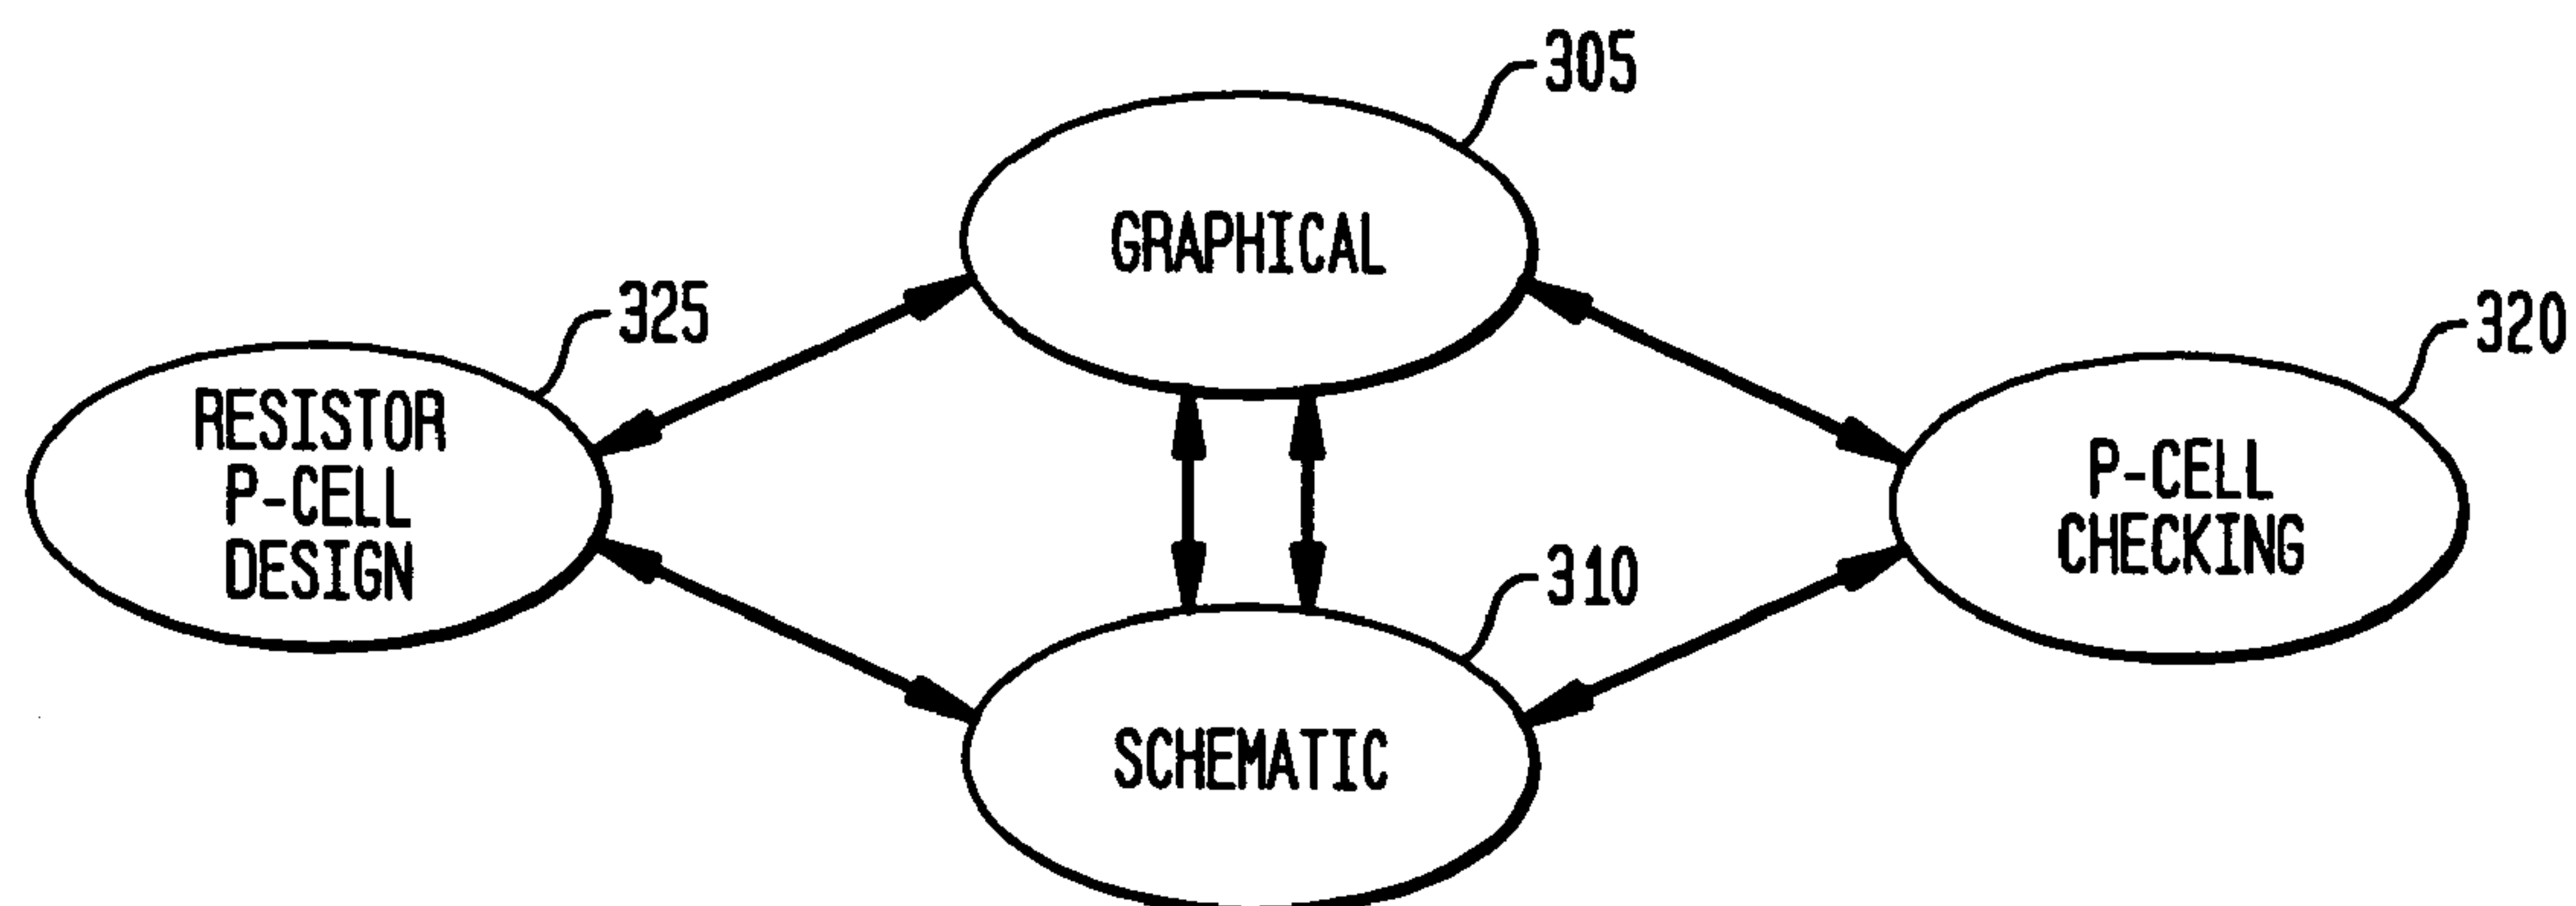 305
GRAPHICAL
325
RESISTOR
P-CELL
DESIGN
320
P-CELL
CHECKING
310
SCHEMATIC